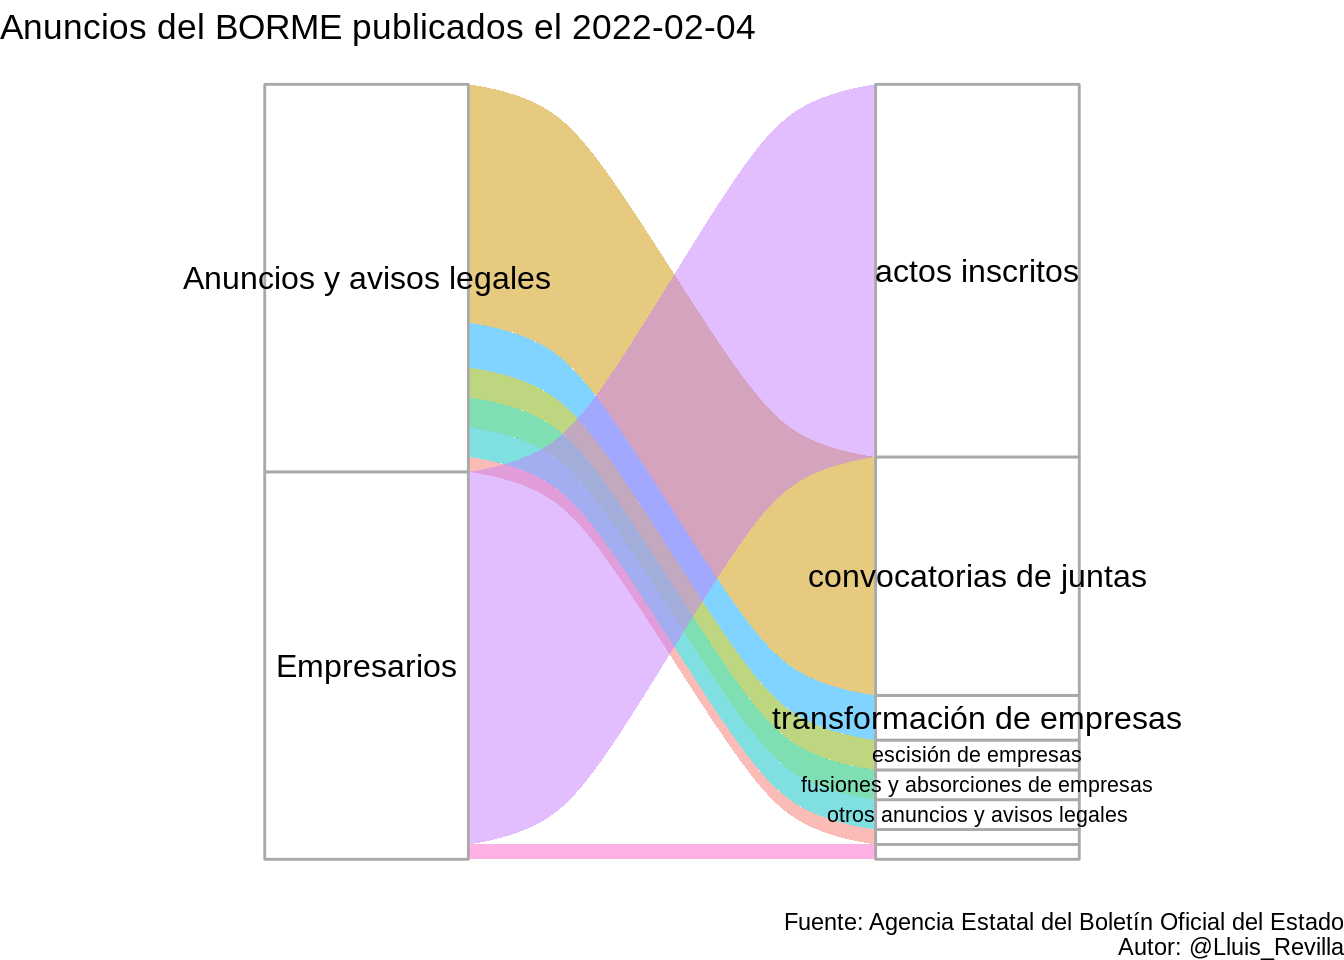 Anuncios del BORME publicados el 2022-02-04
Anuncios y avisos legales
actos inscritos
convocatorias de juntas
Empresarios
transformación de empresas
escisión de empresas
fusiones y absorciones de empresas
otros anuncios y avisos legales
Fuente: Agencia Estatal del Boletín Oficial del Estado
Autor: @Lluis_Revilla